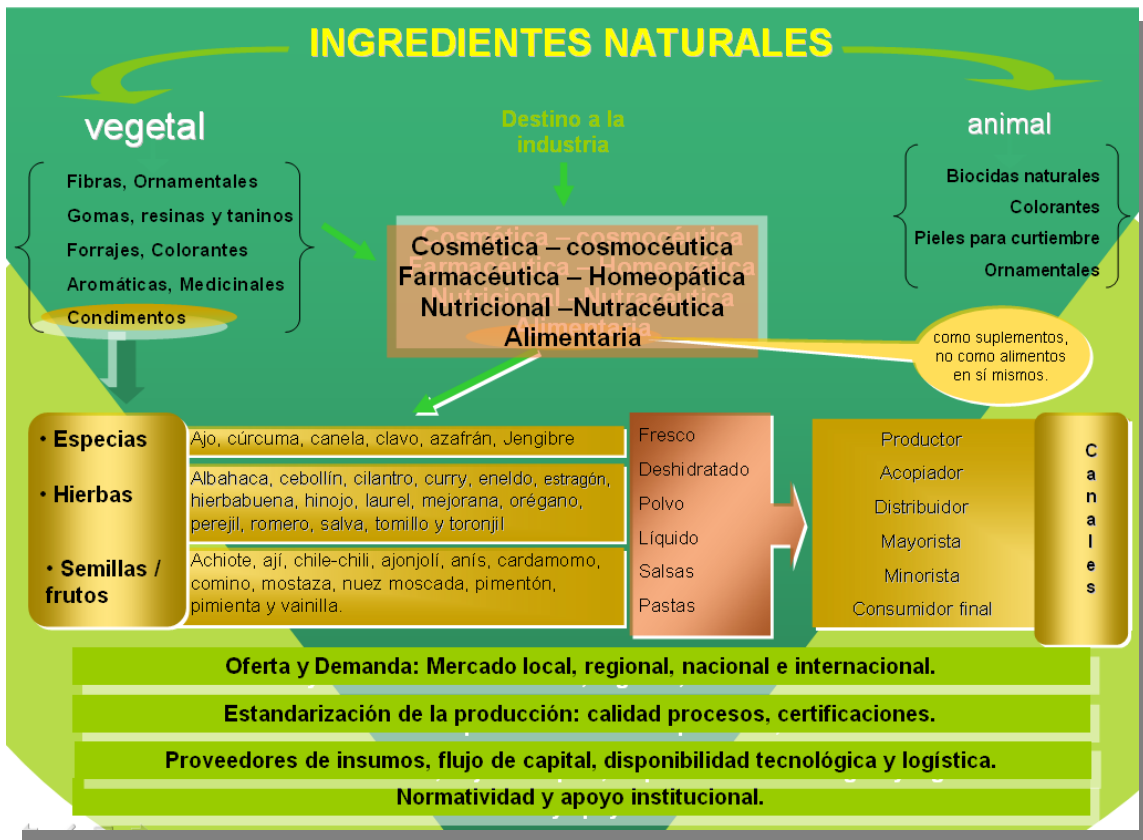 INGREDIENTES NATURALES
vegetal
Destino a la
industria
animal
Fibras, Ornamentales
Gomas, resinas y taninos
Forrajes, Colorantes
Aromáticas, Medicinales
Condimentos
Cosmética – cosmocéutica
Farmacéutica – Homeopática
Nutricional –Nutracéutica
Alimentaria
Biocidas naturales
Colorantes
Pieles para curtiembre
Ornamentales
como suplementos,
no como alimentos
en sí mismos.
• Especias
Ajo, cúrcuma, canela, clavo, azafrán, Jengibre
• Hierbas
Albahaca, cebollín, cilantro, curry, eneldo, estragón,
hierbabuena, hinojo, laurel, mejorana, orégano,
perejil, romero, salva, tomillo y toronjil
• Semillas /
frutos
Achiote, ají, chile-chili, ajonjolí, anís, cardamomo,
comino, mostaza, nuez moscada, pimentón,
pimienta y vainilla.
Fresco
Deshidratado
Polvo
Líquido
Salsas
Pastas
Productor
Acopiador
Distribuidor
Mayorista
Minorista
Consumidor final
Canales
Oferta y Demanda: Mercado local, regional, nacional e internacional.
Estandarización de la producción: calidad procesos, certificaciones.
Proveedores de insumos, flujo de capital, disponibilidad tecnológica y logística.
Normatividad y apoyo institucional.